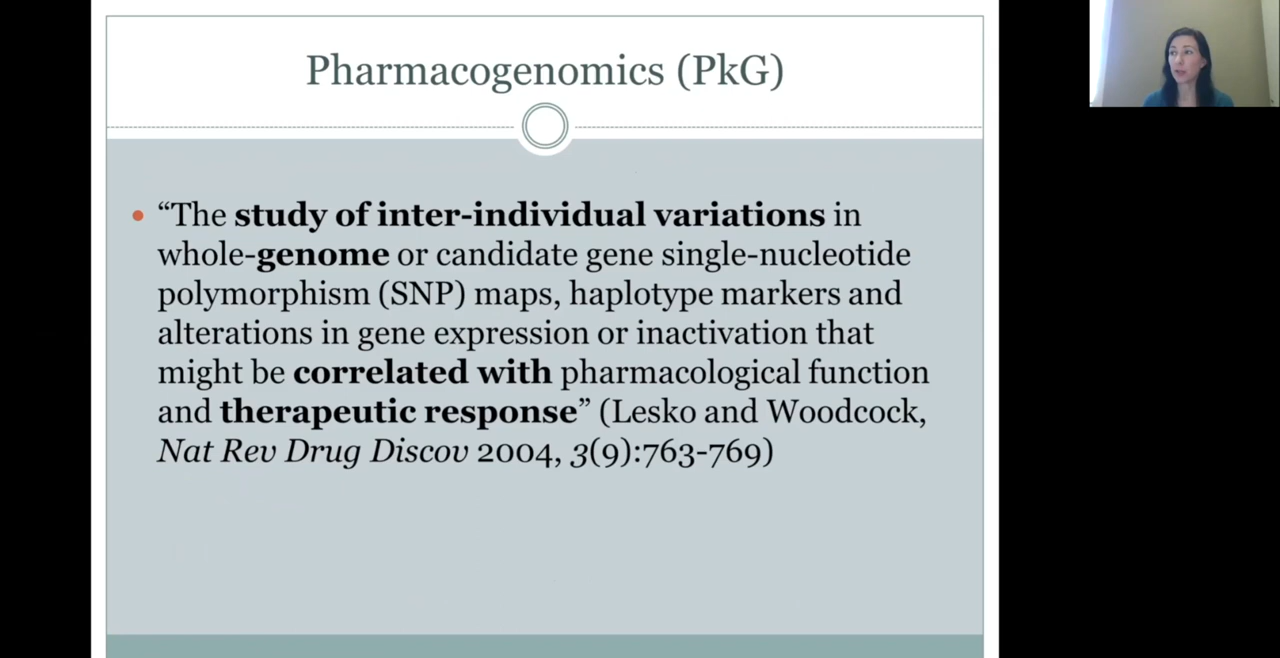 Pharmacogenomics (PkG)
“The study of inter-individual variations in
whole-genome or candidate gene single-nucleotide
polymorphism (SNP) maps, haplotype markers and
alterations in gene expression or inactivation that
might be correlated with pharmacological function
and therapeutic response” (Lesko and Woodcock,
Nat Rev Drug Discov 2004, 3(9):763-769)